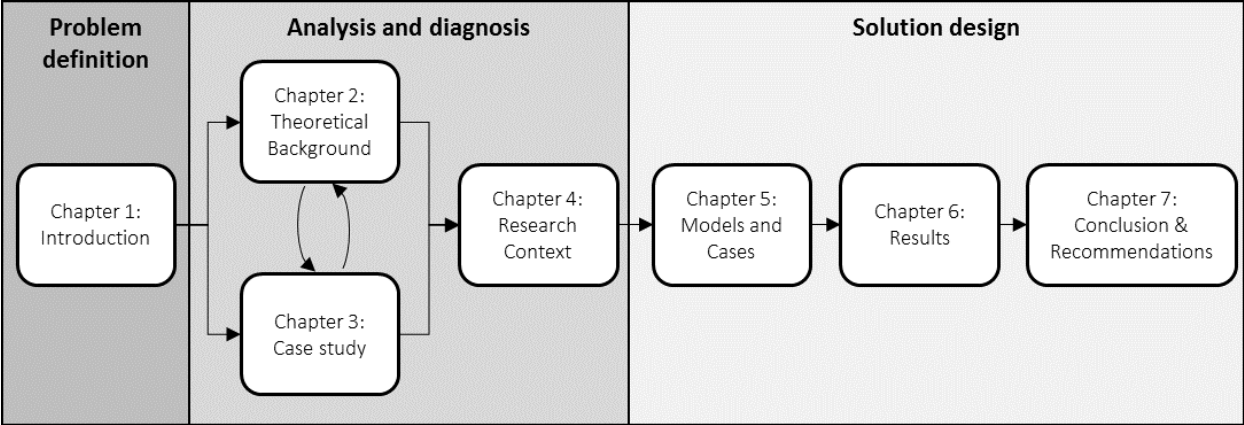 Problem
definition
Analysis and diagnosis
Solution design
Chapter 1:
Introduction
Chapter 2:
Theoretical
Background
Chapter 3:
Case study
Chapter 4:
Research
Context
Chapter 5:
Models and
Cases
Chapter 6:
Results
Chapter 7:
Conclusion &
Recommendations